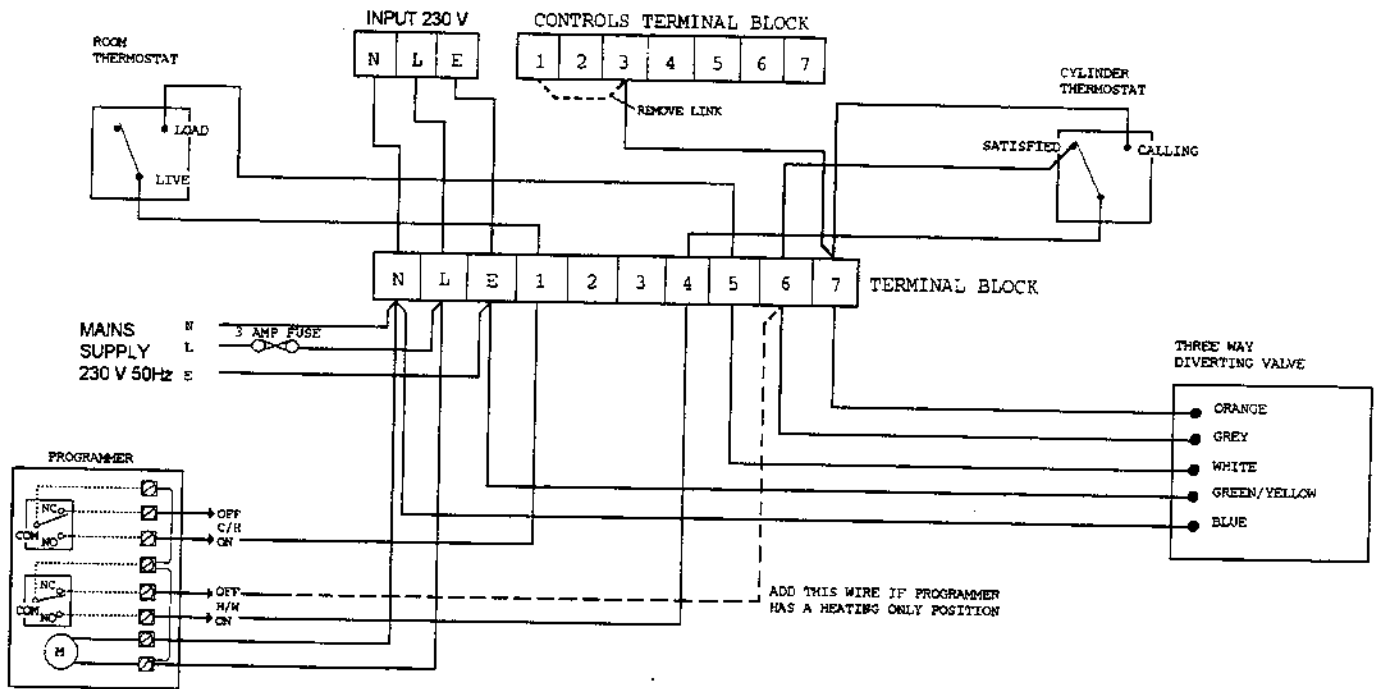 INPUT 230 V
CONTROLS TERMINAL BLOCK
ROOM
THERMOSTAT
N L E
1 2 3 4 5 6 7
CYLINDER
THERMOSTAT
REMOVE LINK
LOAD
SATISFIED
CALLING
LIVE
N L E 1 2 3 4 5 6 7
TERMINAL BLOCK
MAINS
SUPPLY
230 V 50Hz
N
L
E
3 AMP FUSE
THREE WAY
DIVERTING VALVE
ORANGE
GREY
WHITE
GREEN/YELLOW
BLUE
PROGRAMMER
NC
COM
NO
OFF
C/H
ON
NC
COM
NO
OFF
H/W
ON
M
ADD THIS WIRE IF PROGRAMMER
HAS A HEATING ONLY POSITION